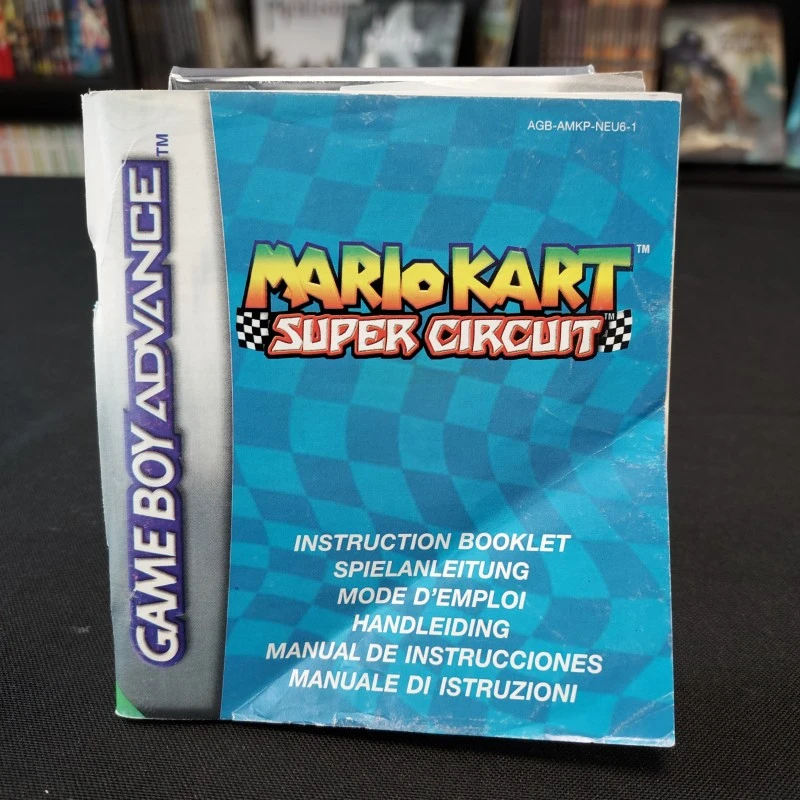 AGB-AMKP-NEU6-1
GAME BOY ADVANCE™
MARIO KART™
SUPER CIRCUIT™
INSTRUCTION BOOKLET
SPIELANLEITUNG
MODE D'EMPLOI
HANDLEIDING
MANUAL DE INSTRUCCIONES
MANUALE DI ISTRUZIONI